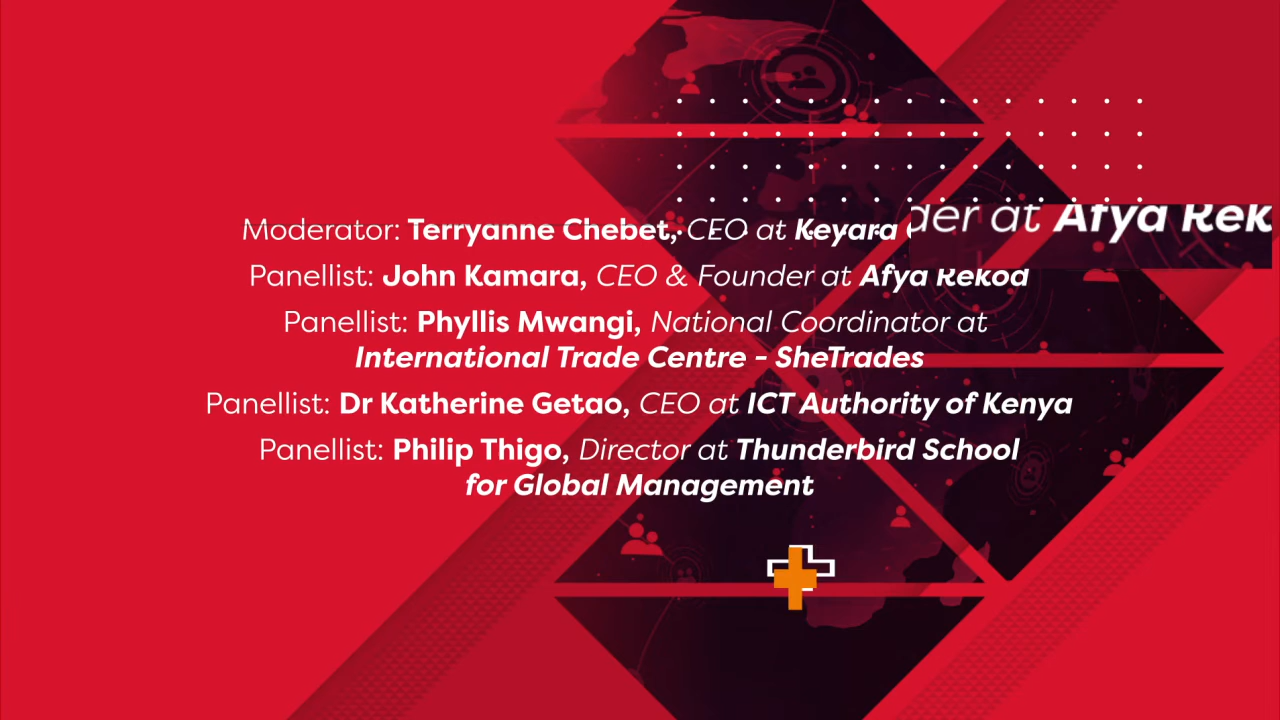 Moderator: Terryanne Chebet, CEO at Keyara
der at Afya Rek
Panellist: John Kamara, CEO & Founder at Afya Rekod
Panellist: Phyllis Mwangi, National Coordinator at
International Trade Centre - SheTrades
Panellist: Dr Katherine Getao, CEO at ICT Authority of Kenya
Panellist: Philip Thigo, Director at Thunderbird School
for Global Management